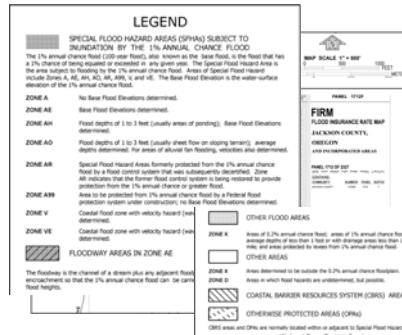 LEGEND
SPECIAL FLOOD HAZARD AREAS (SFHAs) SUBJECT TO
INUNDATION BY THE 1% ANNUAL CHANCE FLOOD
The 1% annual chance flood (100-year flood), also known as the base flood, is the flood that has
a 1% chance of being equaled or exceeded in any given year. The Special Flood Hazard Area is
the area subject to flooding by the 1% annual chance flood. Areas of Special Flood Hazard
include Zones A, AE, AH, AO, AR, A99, V, and VE. The Base Flood Elevation is the water-surface
elevation of the 1% annual chance flood.
ZONE A No Base Flood Elevations determined.
ZONE AE Base Flood Elevations determined.
ZONE AH Flood depths of 1 to 3 feet (usually areas of ponding); Base Flood Elevations
determined.
ZONE AO Flood depths of 1 to 3 feet (usually sheet flow on sloping terrain); average
depths determined. For areas of alluvial fan flooding, velocities also determined.
ZONE AR Special Flood Hazard Areas formerly protected from the 1% annual chance
flood by a flood control system that was subsequently decertified. Zone
AR indicates that the former flood control system is being restored to provide
protection from the 1% annual chance or greater flood.
ZONE A99 Area to be protected from 1% annual chance flood by a Federal flood
protection system under construction; no Base Flood Elevations determined.
ZONE V Coastal flood zone with velocity hazard
determined.
ZONE VE Coastal flood zone with velocity hazard
determined.
FLOODWAY AREAS IN ZONE AE
The floodway is the channel of a stream plus any adjacent
encroachment so that the 1% annual chance flood can be
flood heights.
MAP SCALE 1" = 500'
500 1000
FEET
PANEL 1712F
FIRM
FLOOD INSURANCE RATE MAP
JACKSON COUNTY,
OREGON
AND INCORPORATED AREAS
OTHER FLOOD AREAS
ZONE X Areas of 0.2% annual chance flood; areas of 1% annual chance
average depths of less than 1 foot or with drainage areas less than
mile; and areas protected by levees from 1% annual chance flood.
OTHER AREAS
ZONE X Areas determined to be outside the 0.2% annual chance floodplain.
ZONE D Areas in which flood hazards are undetermined, but possible.
COASTAL BARRIER RESOURCES SYSTEM (CBRS)
OTHERWISE PROTECTED AREAS (OPAs)
CBRS areas and OPAs are normally located within or adjacent to Special Flood